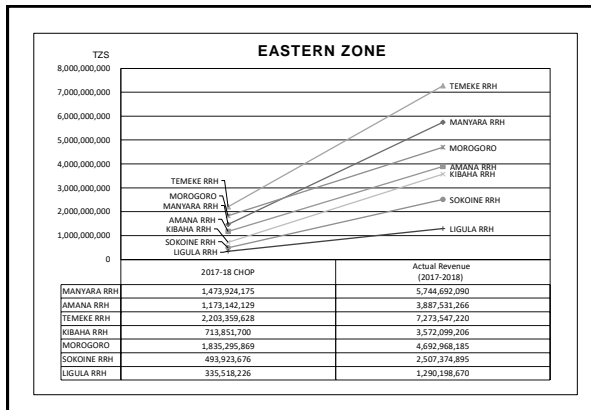 EASTERN ZONE
TZS
8,000,000,000
7,000,000,000
6,000,000,000
5,000,000,000
4,000,000,000
3,000,000,000
2,000,000,000
1,000,000,000
0
TEMEKE RRH
MOROGORO
MANYARA RRH
AMANA RRH
KIBAHA RRH
SOKOINE RRH
LIGULA RRH
TEMEKE RRH
MANYARA RRH
MOROGORO
AMANA RRH
KIBAHA RRH
SOKOINE RRH
LIGULA RRH
2017-18 CHOP Actual Revenue
(2017-2018)
MANYARA RRH 1,473,924,175 5,744,692,090
AMANA RRH 1,173,142,129 3,887,531,266
TEMEKE RRH 2,203,359,628 7,273,547,220
KIBAHA RRH 713,851,700 3,572,099,206
MOROGORO 1,835,295,869 4,692,968,185
SOKOINE RRH 493,923,676 2,507,374,895
LIGULA RRH 335,518,226 1,290,198,670